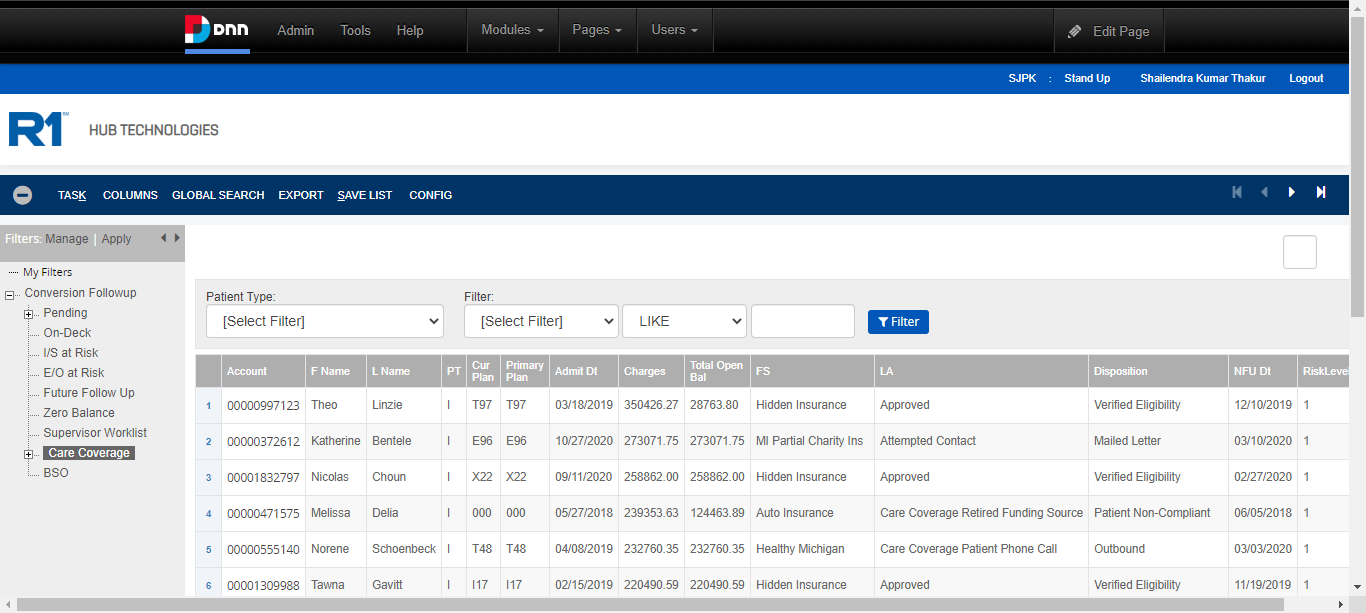 DNN Admin Tools Help Modules Pages Users Edit Page
SJPK : Stand Up Shailendra Kumar Thakur Logout
R1 SM HUB TECHNOLOGIES
TASK COLUMNS GLOBAL SEARCH EXPORT SAVE LIST CONFIG
Filters: Manage | Apply
My Filters
Conversion Followup
Pending
On-Deck
I/S at Risk
E/O at Risk
Future Follow Up
Zero Balance
Supervisor Worklist
Care Coverage
BSO
Patient Type: Filter:
[Select Filter] [Select Filter] LIKE Filter
Account F Name L Name PT Cur Plan Primary Plan Admit Dt Charges Total Open Bal FS LA Disposition NFU Dt RiskLevel
1 00000997123 Theo Linzie I T97 T97 03/18/2019 350426.27 28763.80 Hidden Insurance Approved Verified Eligibility 12/10/2019 1
2 00000372612 Katherine Bentele I E96 E96 10/27/2020 273071.75 273071.75 MI Partial Charity Ins Attempted Contact Mailed Letter 03/10/2020 1
3 00001832797 Nicolas Choun I X22 X22 09/11/2020 258862.00 258862.00 Hidden Insurance Approved Verified Eligibility 02/27/2020 1
4 00000471575 Melissa Delia I 000 000 05/27/2018 239353.63 124463.89 Auto Insurance Care Coverage Retired Funding Source Patient Non-Compliant 06/05/2018 1
5 00000555140 Norene Schoenbeck I T48 T48 04/08/2019 232760.35 232760.35 Healthy Michigan Care Coverage Patient Phone Call Outbound 03/03/2020 1
6 00001309988 Tawna Gavitt I I17 I17 02/15/2019 220490.59 220490.59 Hidden Insurance Approved Verified Eligibility 11/19/2019 1